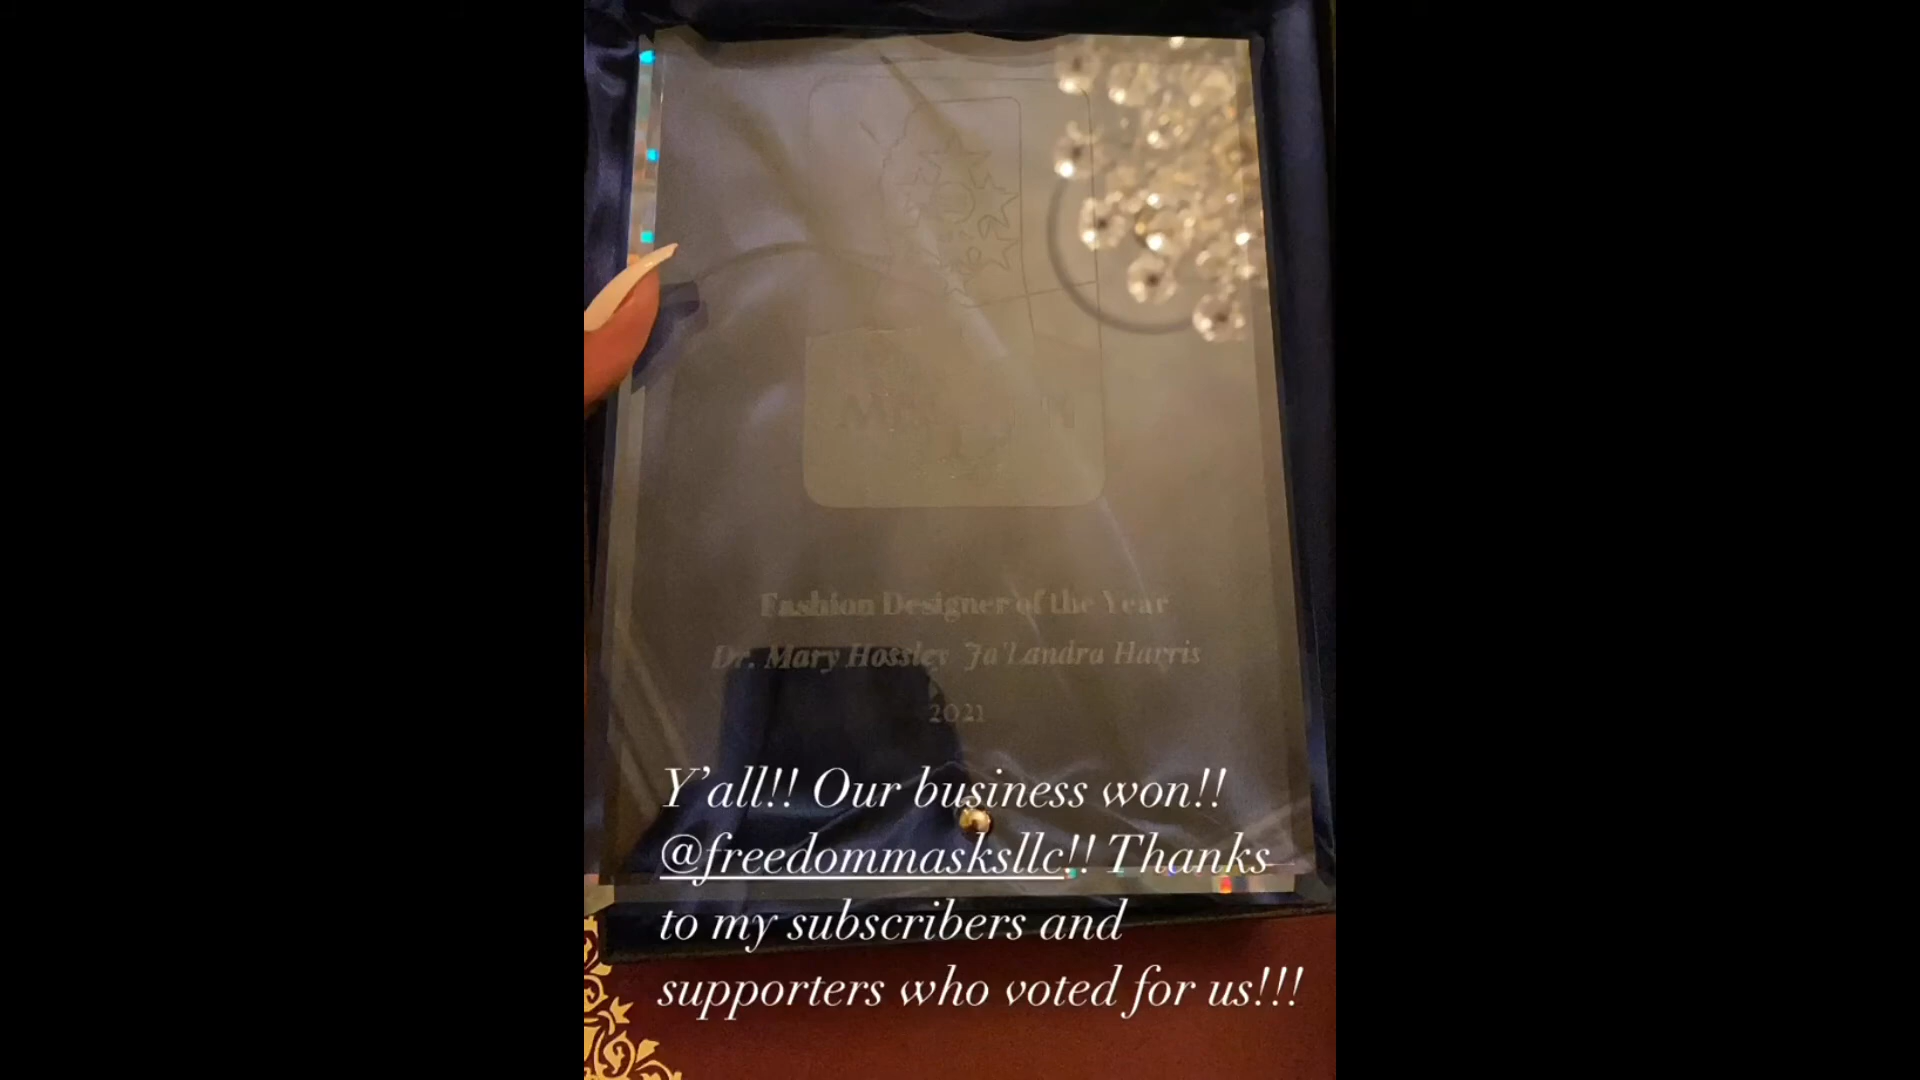 Fashion Designer of the Year
Dr. Mary Hossley Ja'Landra Harris
2021
Y’all!! Our business won!!
@freedommasksllc!! Thanks
to my subscribers and
supporters who voted for us!!!